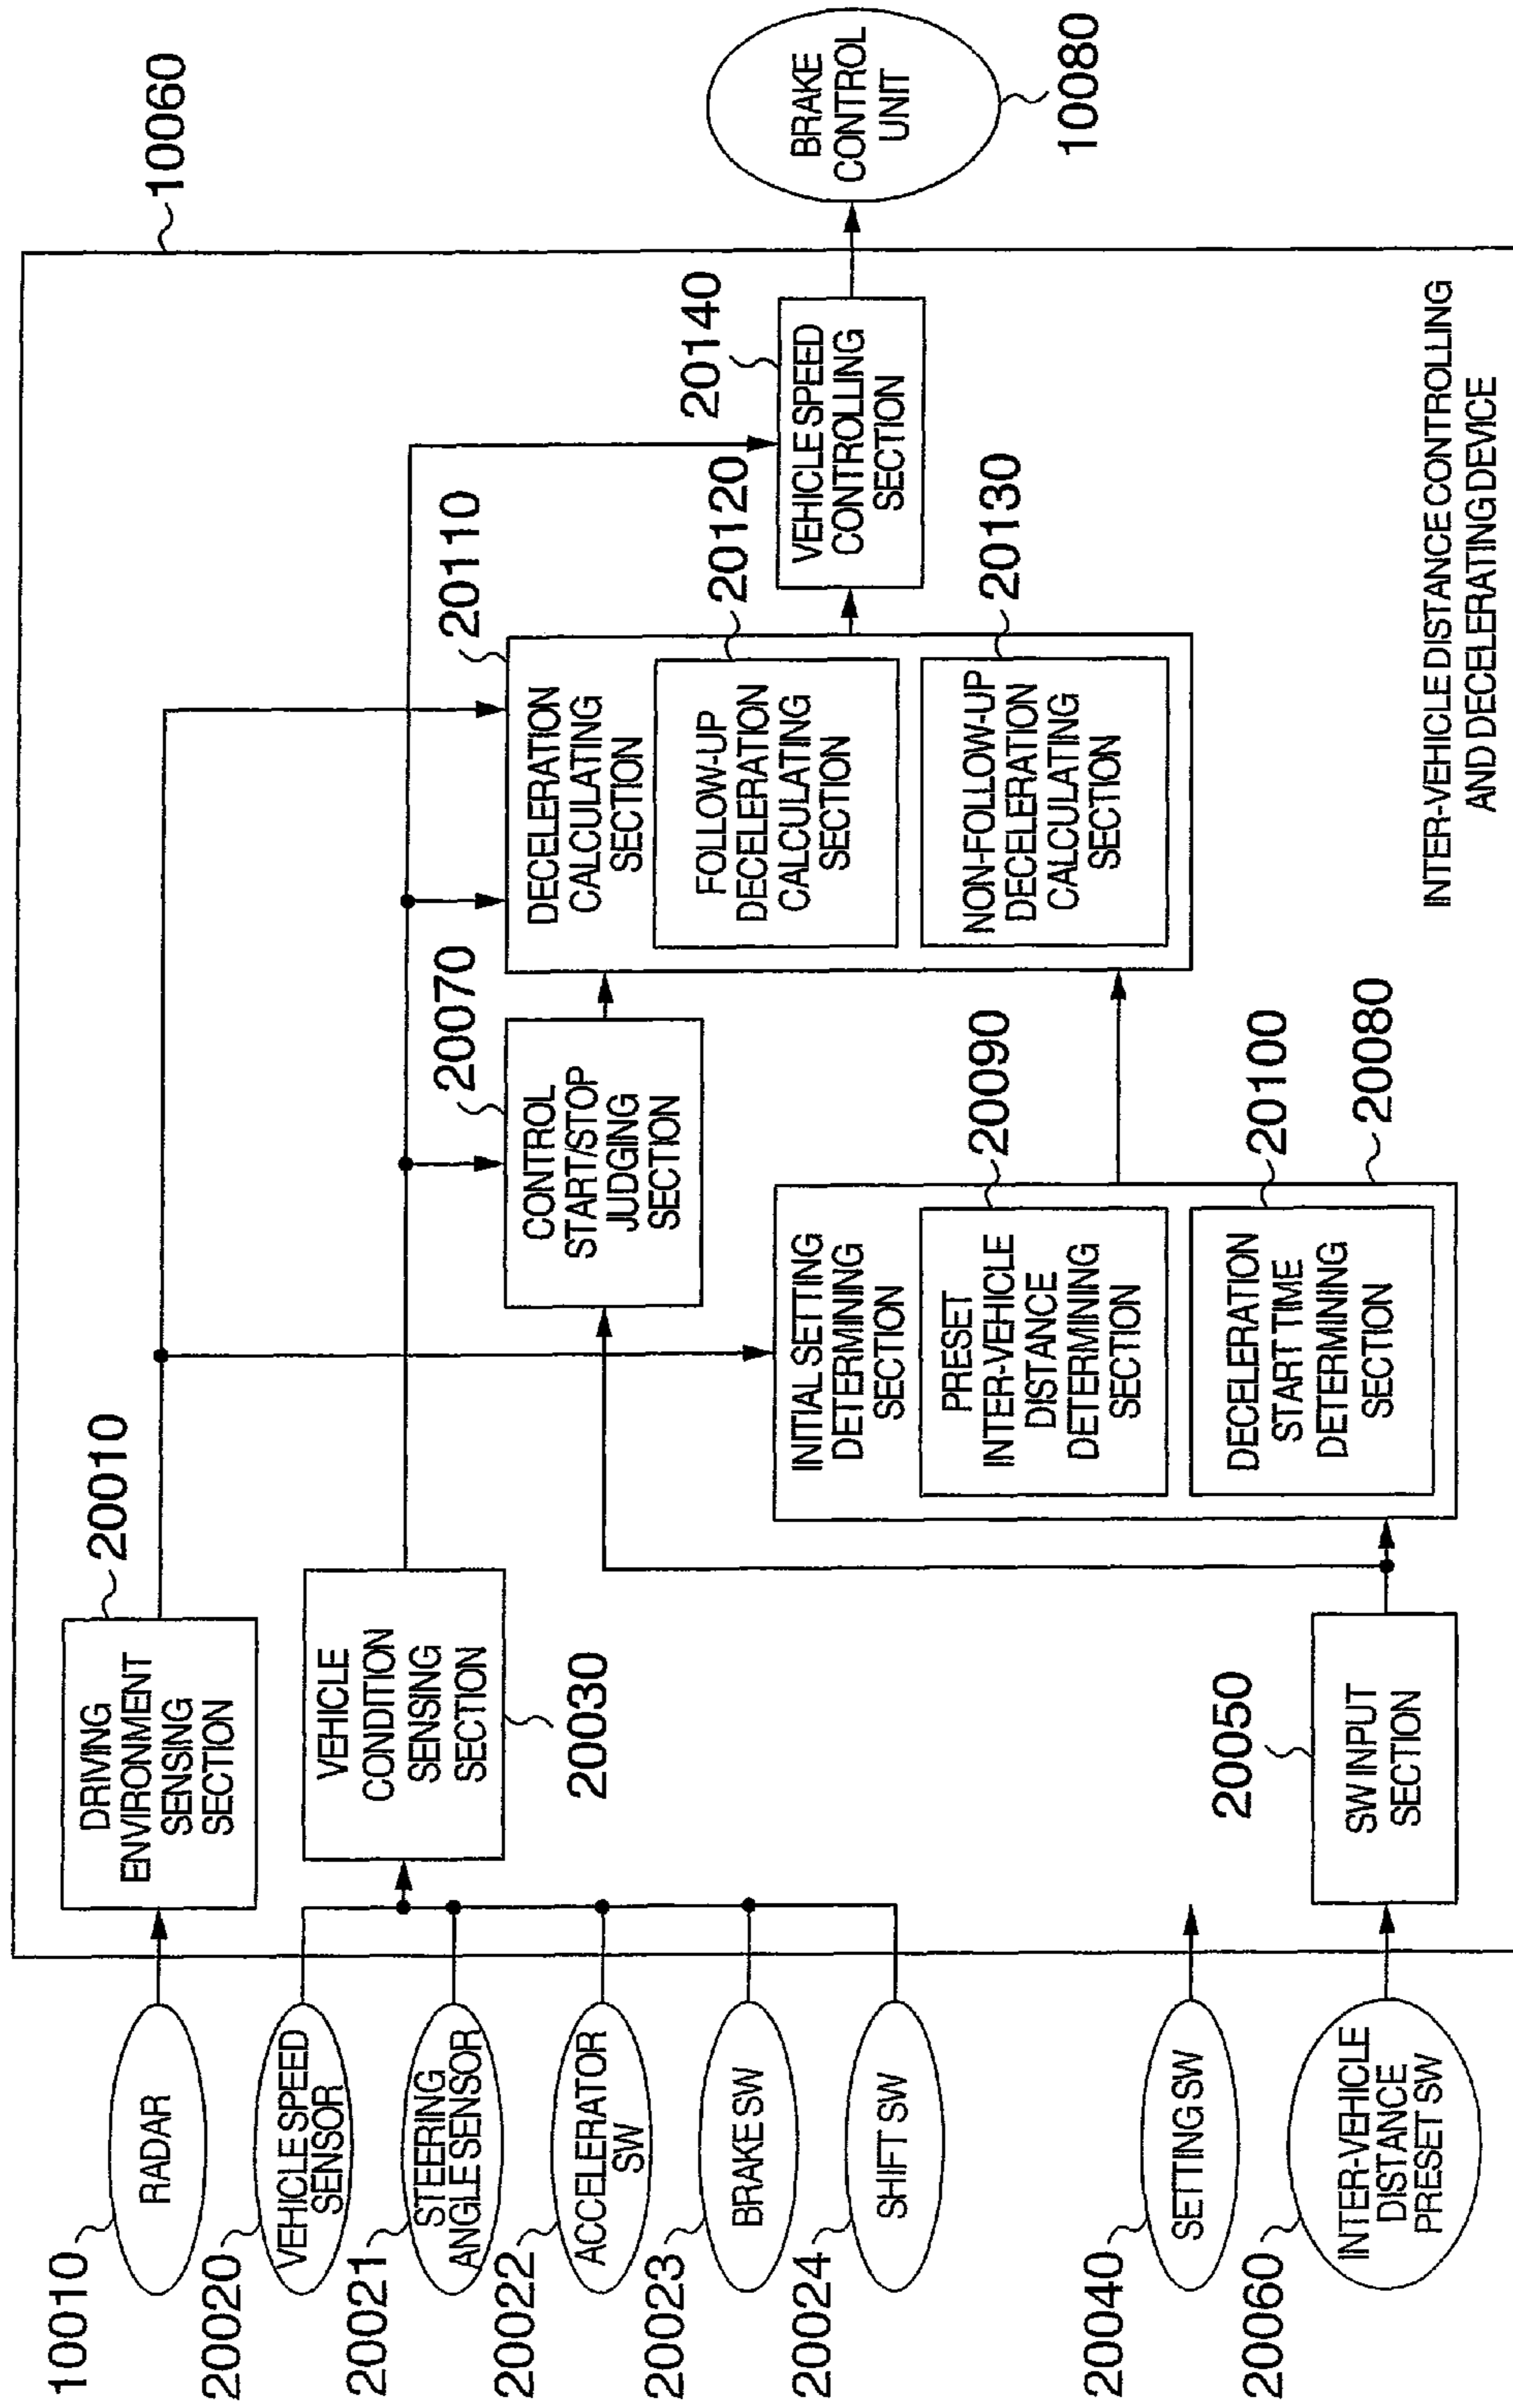 10060
10010
RADAR
20010
DRIVING
ENVIRONMENT
SENSING
SECTION
20020
VEHICLE SPEED
SENSOR
20021
STEERING
ANGLE SENSOR
20022
ACCELERATOR
SW
20023
BRAKE SW
20024
SHIFT SW
VEHICLE
CONDITION
SENSING
SECTION
20030
20040
SETTING SW
20060
INTER-VEHICLE
DISTANCE
PRESET SW
20050
SW INPUT
SECTION
20070
CONTROL
START/STOP
JUDGING
SECTION
INITIAL SETTING
DETERMINING
SECTION
PRESET
INTER-VEHICLE
DISTANCE
DETERMINING
SECTION
20090
DECELERATION
START TIME
DETERMINING
SECTION
20100
20080
20110
DECELERATION
CALCULATING
SECTION
FOLLOW-UP
DECELERATION
CALCULATING
SECTION
20120
NON-FOLLOW-UP
DECELERATION
CALCULATING
SECTION
20130
20140
VEHICLE SPEED
CONTROLLING
SECTION
BRAKE
CONTROL
UNIT
10080
INTER-VEHICLE DISTANCE CONTROLLING
AND DECELERATING DEVICE